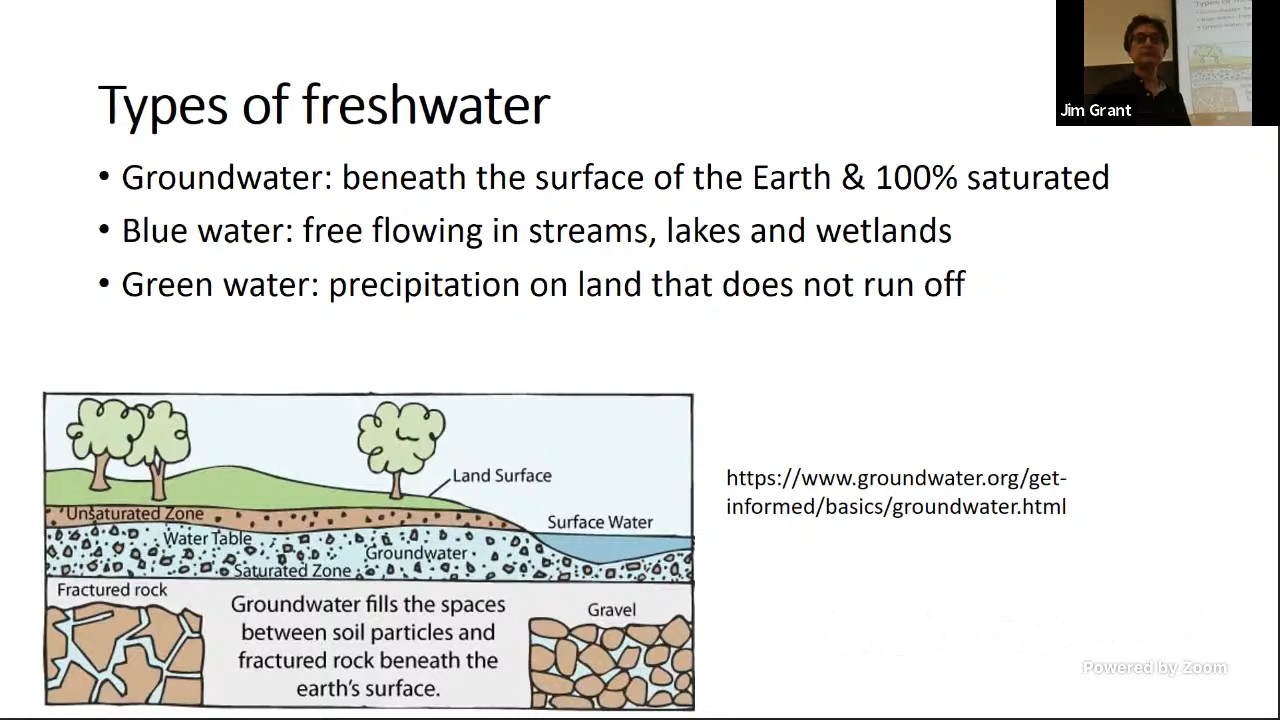 Types of freshwater
Jim Grant
• Groundwater: beneath the surface of the Earth & 100% saturated
• Blue water: free flowing in streams, lakes and wetlands
• Green water: precipitation on land that does not run off
Land Surface
Unsaturated Zone
Surface Water
Water Table
Groundwater
Saturated Zone
https://www.groundwater.org/get-
informed/basics/groundwater.html
Fractured rock
Groundwater fills the spaces
between soil particles and
fractured rock beneath the
earth's surface.
Gravel
Powered by Zoom